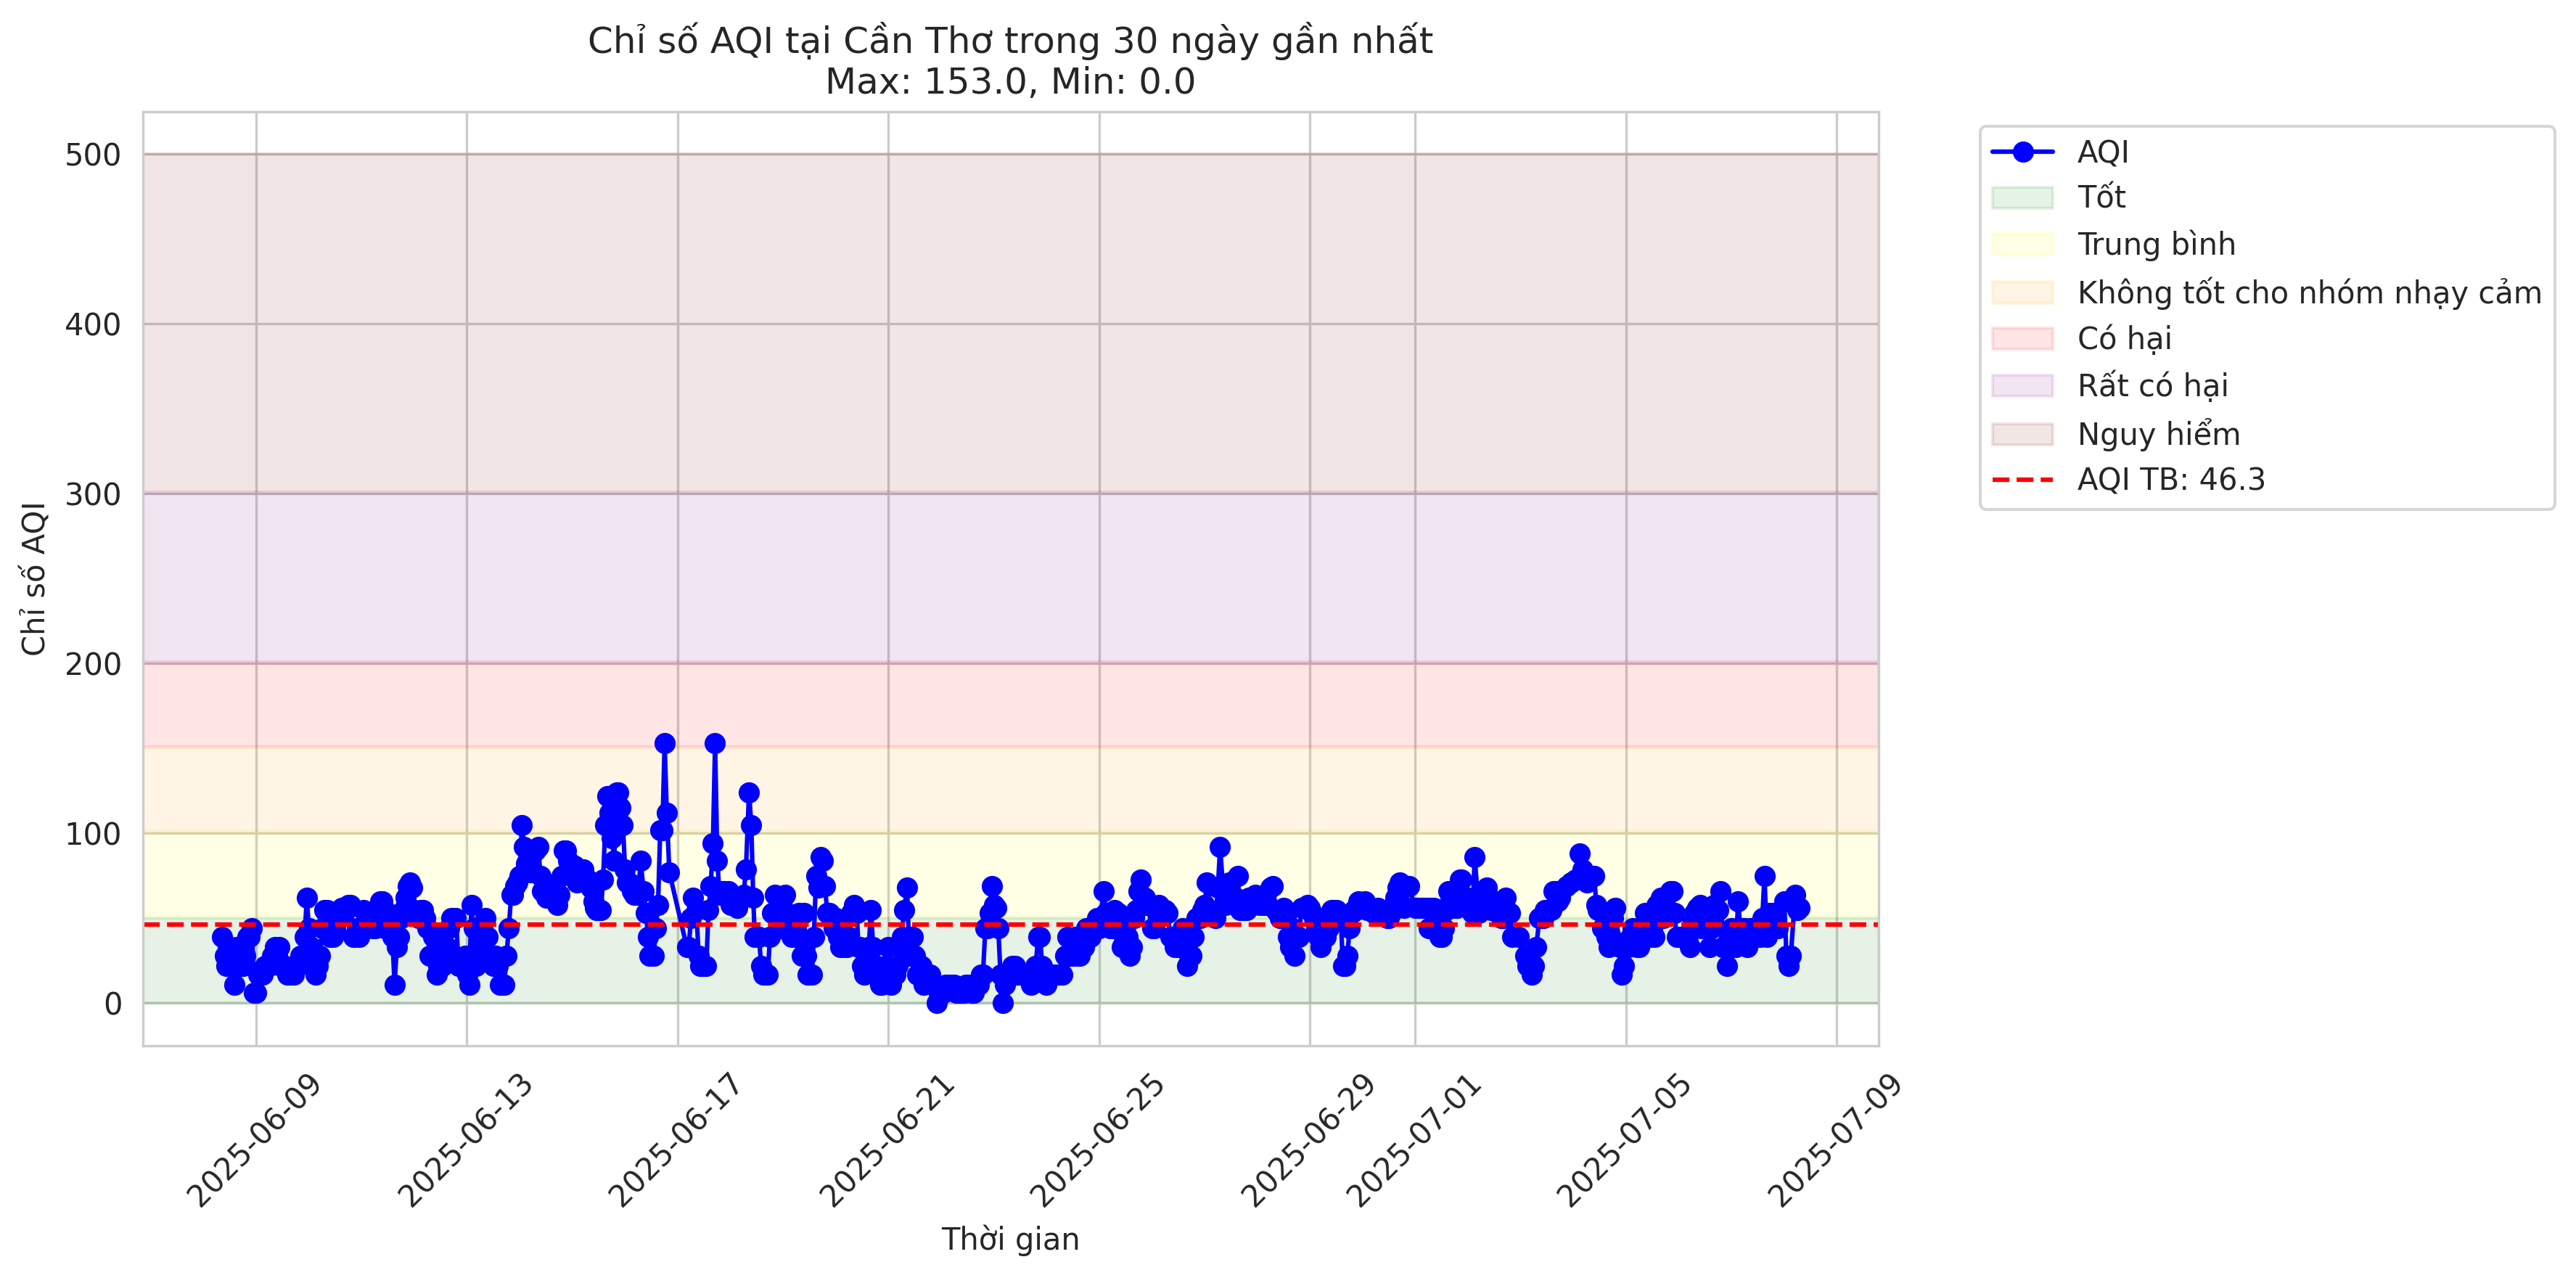 Chỉ số AQI tại Cần Thơ trong 30 ngày gần nhất
Max: 153.0, Min: 0.0
Chỉ số AQI
500
400
300
200
100
0
2025-06-09
2025-06-13
2025-06-17
2025-06-21
2025-06-25
2025-06-29
2025-07-01
2025-07-05
2025-07-09
Thời gian
AQI
Tốt
Trung bình
Không tốt cho nhóm nhạy cảm
Có hại
Rất có hại
Nguy hiểm
AQI TB: 46.3